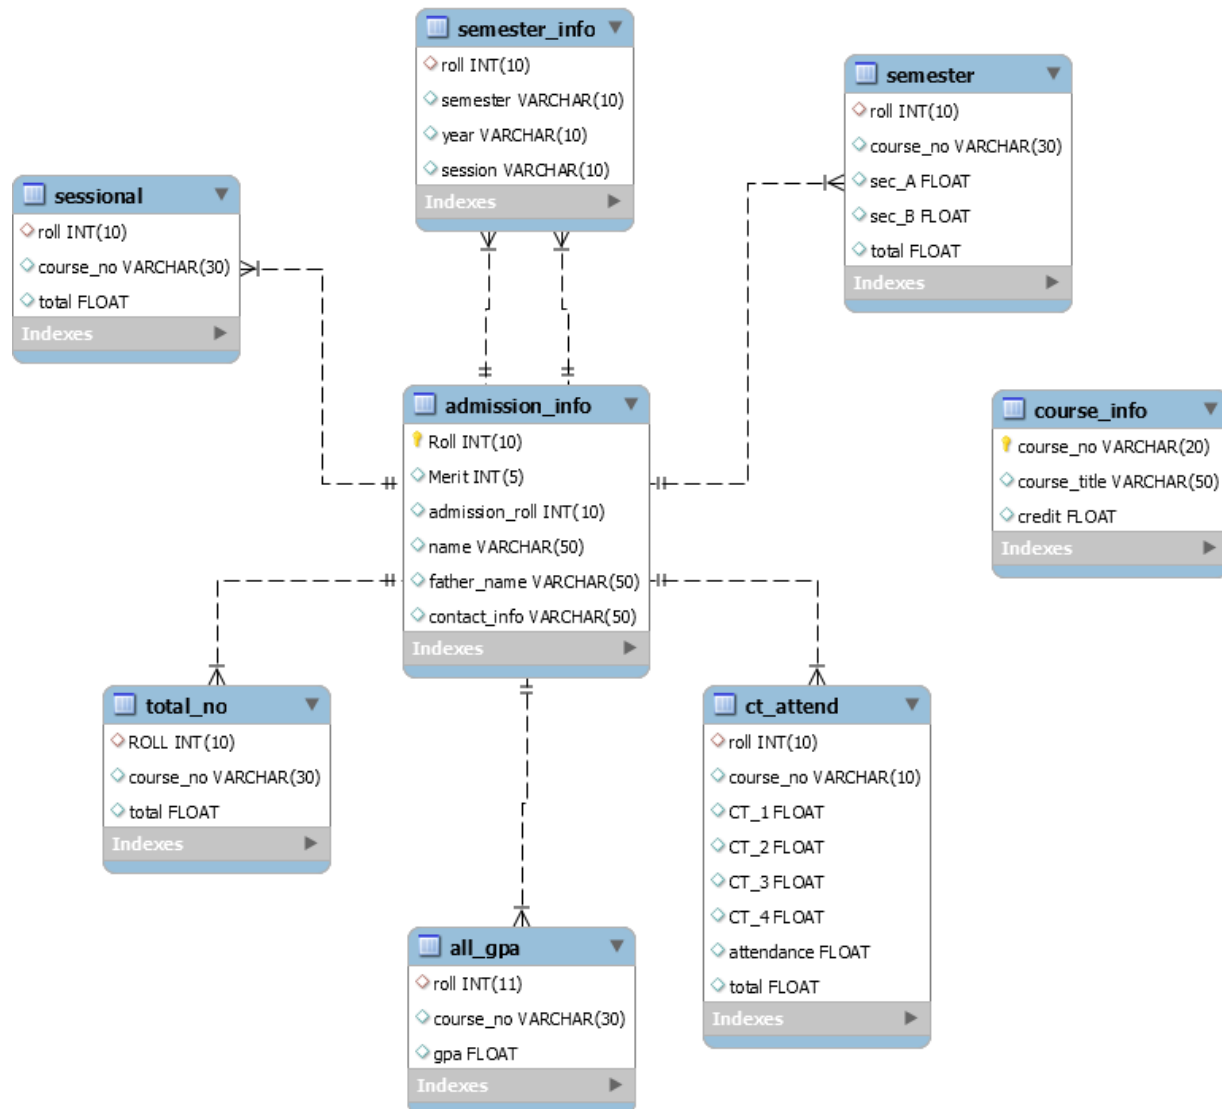 semester_info
roll INT(10)
semester VARCHAR(10)
year VARCHAR(10)
session VARCHAR(10)
Indexes
semester
roll INT(10)
course_no VARCHAR(30)
sec_A FLOAT
sec_B FLOAT
total FLOAT
Indexes
sessional
roll INT(10)
course_no VARCHAR(30)
total FLOAT
Indexes
admission_info
Roll INT(10)
Merit INT(5)
admission_roll INT(10)
name VARCHAR(50)
father_name VARCHAR(50)
contact_info VARCHAR(50)
Indexes
course_info
course_no VARCHAR(20)
course_title VARCHAR(50)
credit FLOAT
Indexes
total_no
ROLL INT(10)
course_no VARCHAR(30)
total FLOAT
Indexes
ct_attend
roll INT(10)
course_no VARCHAR(10)
CT_1 FLOAT
CT_2 FLOAT
CT_3 FLOAT
CT_4 FLOAT
attendance FLOAT
total FLOAT
Indexes
all_gpa
roll INT(11)
course_no VARCHAR(30)
gpa FLOAT
Indexes